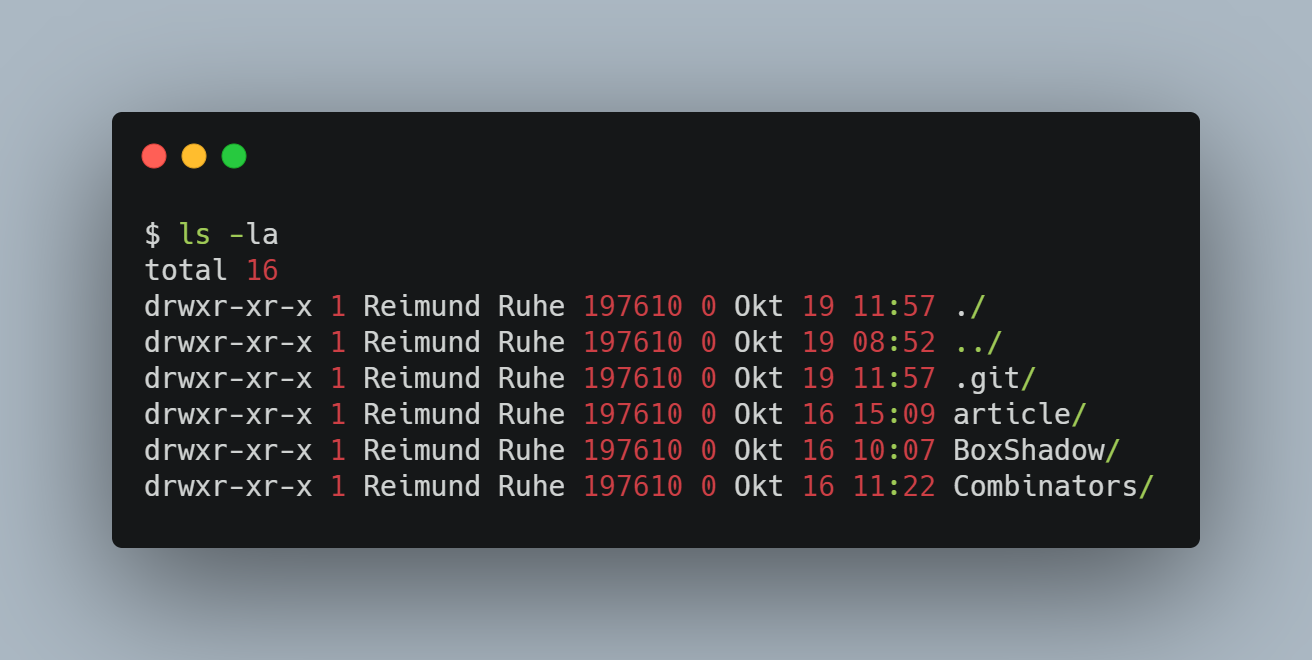 $ ls -la
total 16
drwxr-xr-x 1 Reimund Ruhe 197610 0 Okt 19 11:57 ./
drwxr-xr-x 1 Reimund Ruhe 197610 0 Okt 19 08:52 ../
drwxr-xr-x 1 Reimund Ruhe 197610 0 Okt 19 11:57 .git/
drwxr-xr-x 1 Reimund Ruhe 197610 0 Okt 16 15:09 article/
drwxr-xr-x 1 Reimund Ruhe 197610 0 Okt 16 10:07 BoxShadow/
drwxr-xr-x 1 Reimund Ruhe 197610 0 Okt 16 11:22 Combinators/